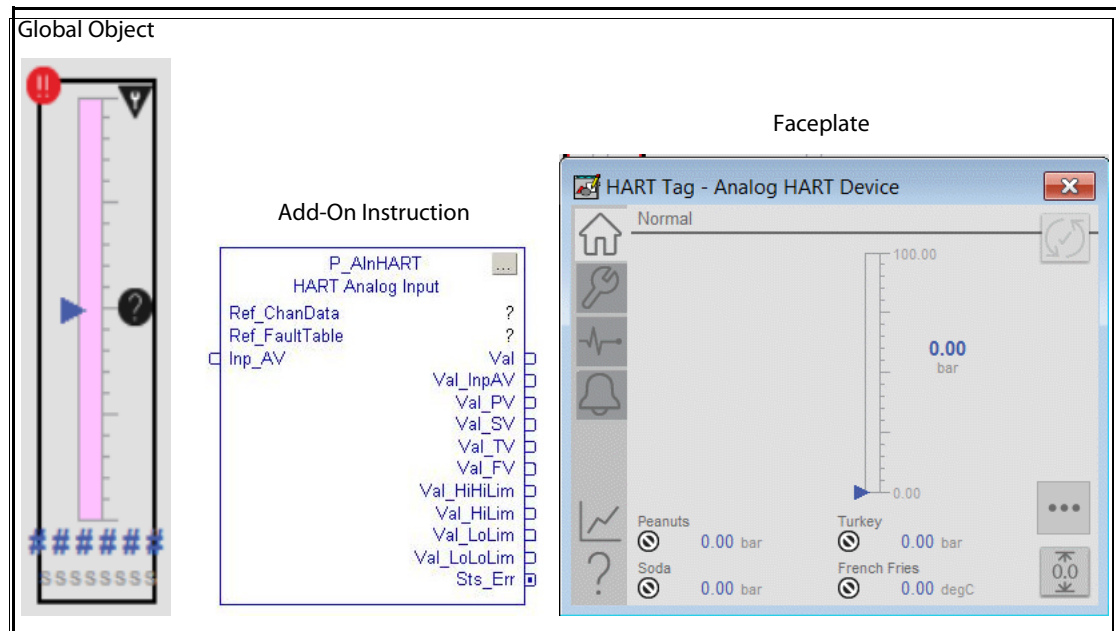 Global Object
!!
?
######
SSSSSSSS
Add-On Instruction
P_AInHART
...
HART Analog Input
Ref_ChanData ?
Ref_FaultTable ?
Inp_AV Val
Val_InpAV
Val_PV
Val_SV
Val_TV
Val_FV
Val_HiHiLim
Val_HiLim
Val_LoLim
Val_LoLoLim
Sts_Err
Faceplate
HART Tag - Analog HART Device
Normal
100.00
0.00
bar
0.00
Peanuts
0.00 bar
Turkey
0.00 bar
Soda
0.00 bar
French Fries
0.00 degC
?
0.0